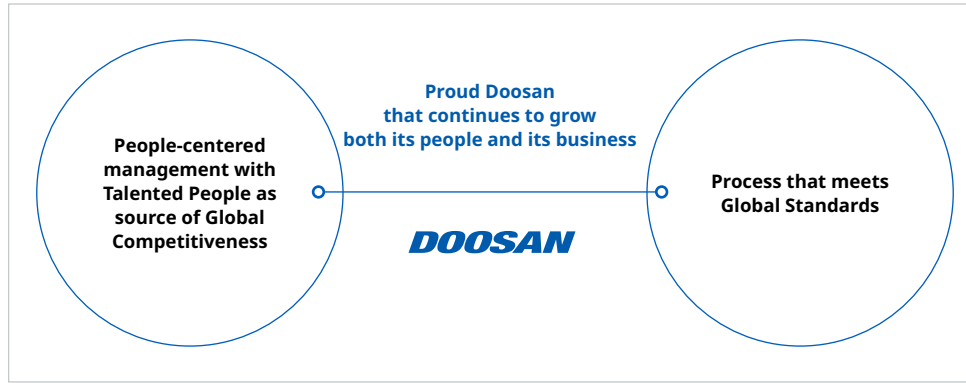 People-centered
management with
Talented People as
source of Global
Competitiveness
Proud Doosan
that continues to grow
both its people and its business
DOOSAN
Process that meets
Global Standards